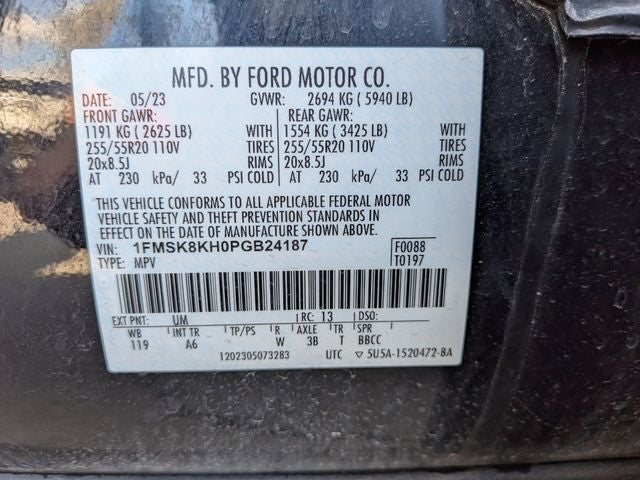 MFD. BY FORD MOTOR CO.
DATE: 05/23 GVWR: 2694 KG ( 5940 LB)
FRONT GAWR: REAR GAWR:
1191 KG ( 2625 LB) WITH 1554 KG ( 3425 LB) WITH
255/55R20 110V TIRES 255/55R20 110V TIRES
20x8.5J RIMS 20x8.5J RIMS
AT 230 kPa/ 33 PSI COLD AT 230 kPa/ 33 PSI COLD
THIS VEHICLE CONFORMS TO ALL APPLICABLE FEDERAL MOTOR
VEHICLE SAFETY AND THEFT PREVENTION STANDARDS IN
EFFECT ON THE DATE OF MANUFACTURE SHOWN ABOVE.
VIN: 1FMSK8KH0PGB24187 F0088
TYPE: MPV T0197
EXT PNT: UM RC: 13 DSO:
WB INT TR TP/PS R AXLE TR SPR
119 A6 W 3B T BBCC
1202305073283 UTC ▽ 5U5A-1520472-BA